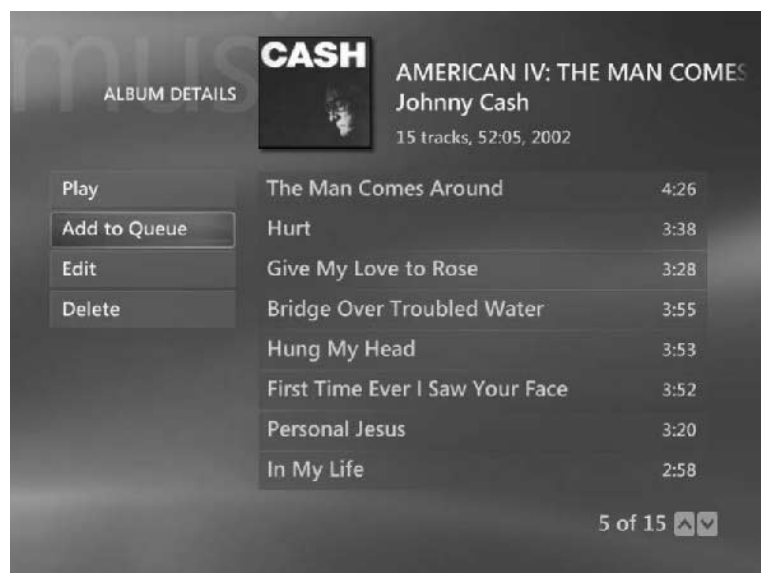 music
ALBUM DETAILS
CASH
AMERICAN IV: THE MAN COMES
Johnny Cash
15 tracks, 52:05, 2002
Play
Add to Queue
Edit
Delete
The Man Comes Around 4:26
Hurt 3:38
Give My Love to Rose 3:28
Bridge Over Troubled Water 3:55
Hung My Head 3:53
First Time Ever I Saw Your Face 3:52
Personal Jesus 3:20
In My Life 2:58
5 of 15